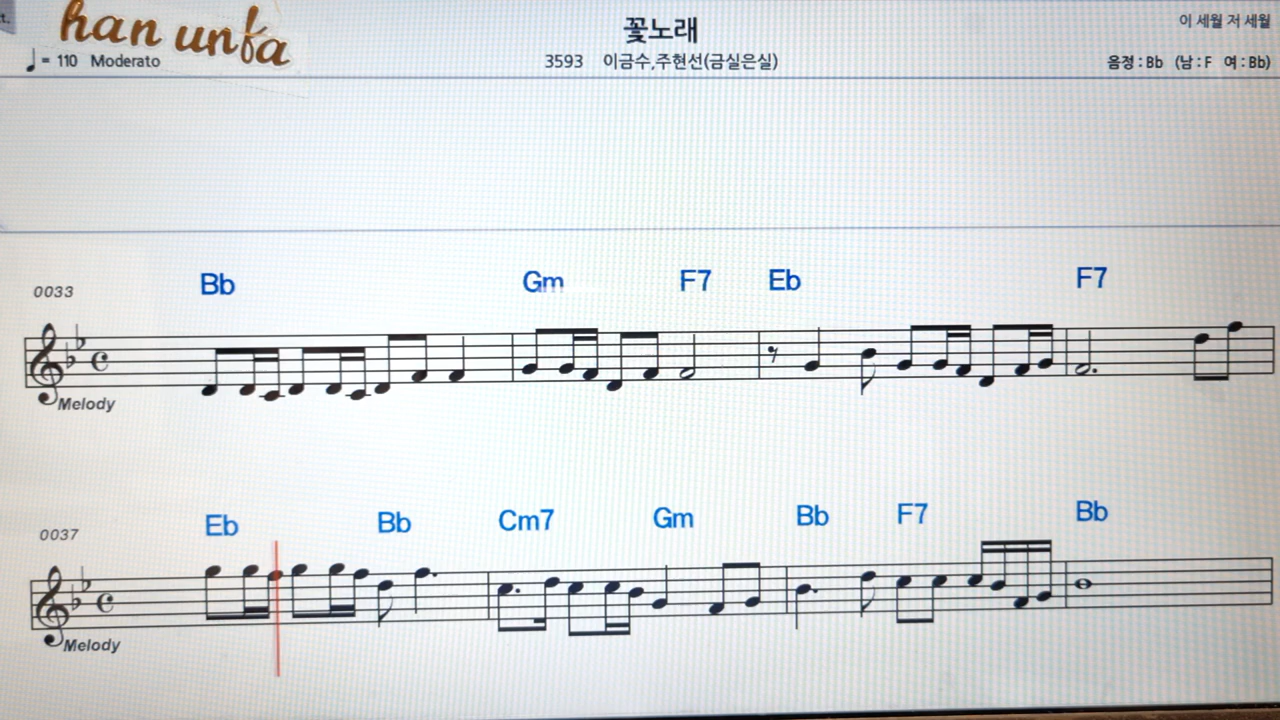 t.
han unfa
꽃노래
이 세월 저 세월
♩ = 110 Moderato
3593 이금수,주현선(금실은실)
음정 : Bb (남 : F 여 : Bb)
Bb Gm F7 Eb F7
0033
Melody
Eb Bb Cm7 Gm Bb F7 Bb
0037
Melody